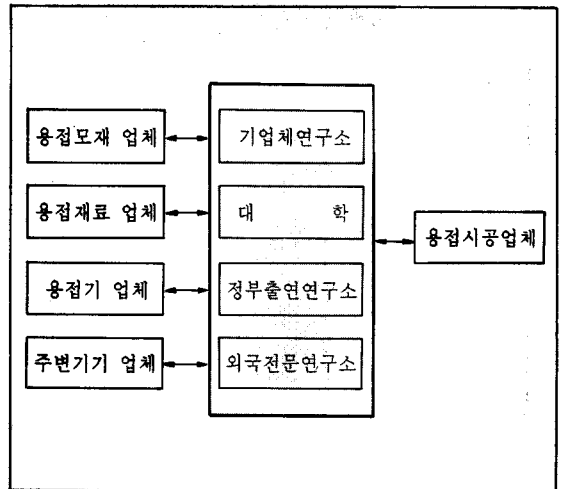 용접모재 업체
기업체연구소
용접재료 업체
대 학
용접시공업체
용접기 업체
정부출연연구소
주변기기 업체
외국전문연구소